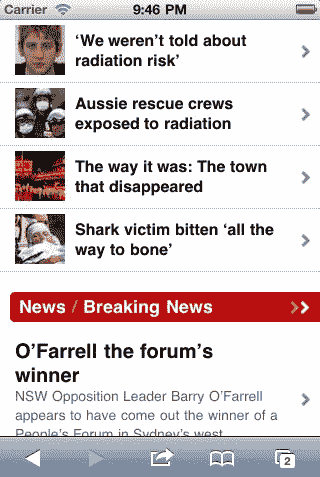 Carrier 9:46 PM
‘We weren’t told about
radiation risk’
Aussie rescue crews
exposed to radiation
The way it was: The town
that disappeared
Shark victim bitten ‘all the
way to bone’
News / Breaking News
O’Farrell the forum’s
winner
NSW Opposition Leader Barry O’Farrell
appears to have come out the winner of a
People’s Forum in Sydney’s west
2